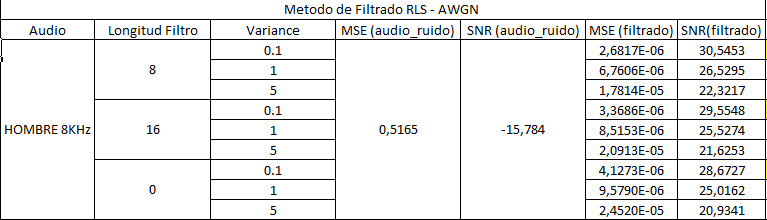 Metodo de Filtrado RLS - AWGN
Audio Longitud Filtro Variance MSE (audio_ruido) SNR (audio_ruido) MSE (filtrado) SNR(filtrado)
HOMBRE 8KHz 8 0.1 0,5165 -15,784 2,6817E-06 30,5453
1 6,7606E-06 26,5295
5 1,7814E-05 22,3217
16 0.1 3,3686E-06 29,5548
1 8,5153E-06 25,5274
5 2,0913E-05 21,6253
0 0.1 4,1273E-06 28,6727
1 9,5790E-06 25,0162
5 2,4520E-05 20,9341